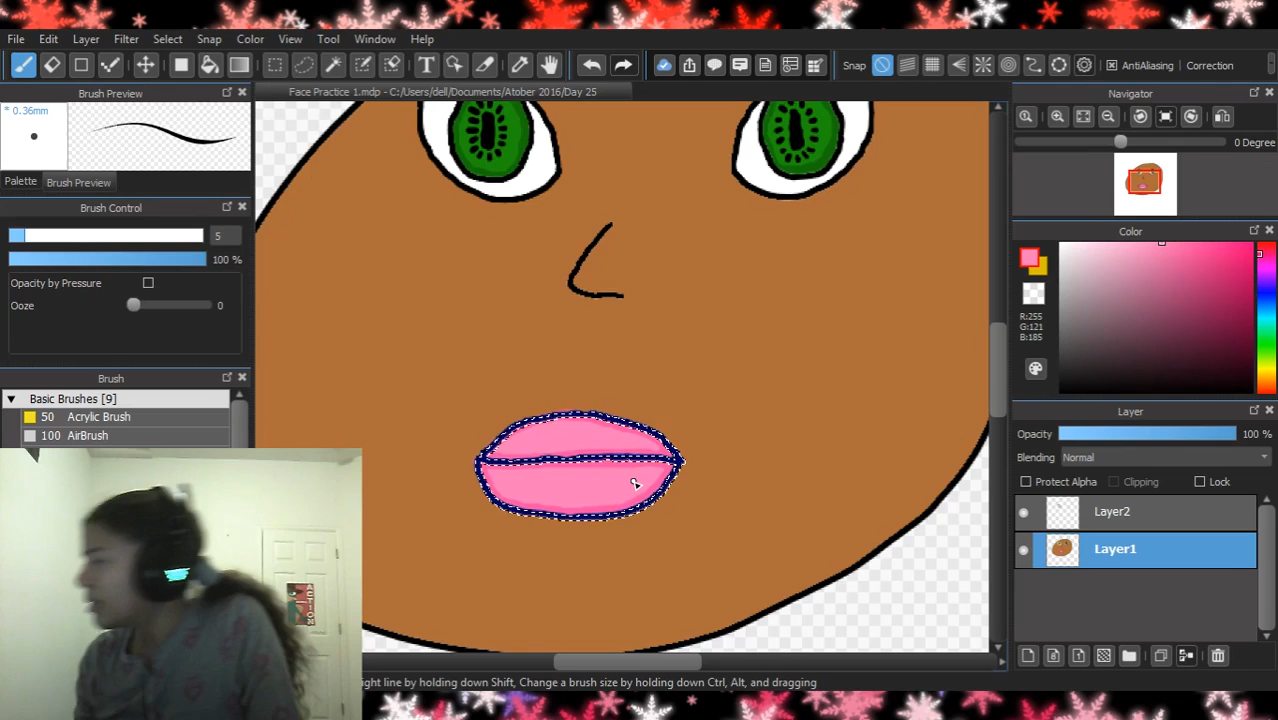 File Edit Layer Filter Select Snap Color View Tool Window Help
Snap AntiAliasing Correction
Brush Preview
Face Practice 1.mdp - C:/Users/dell/Documents/Atober 2016/Day 25
Navigator
* 0.36mm
0 Degree
Palette Brush Preview
Brush Control
Color
5
100 %
Opacity by Pressure
Ooze 0
R:255
G:121
B:185
Brush
Basic Brushes [9]
50 Acrylic Brush
100 AirBrush
Layer
Opacity 100 %
Blending Normal
Protect Alpha Clipping Lock
Layer2
Layer1
ACTION
ight line by holding down Shift, Change a brush size by holding down Ctrl, Alt, and dragging